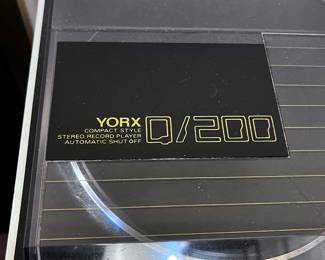 YORX
COMPACT STYLE
STEREO RECORD PLAYER
AUTOMATIC SHUT OFF
Q/200